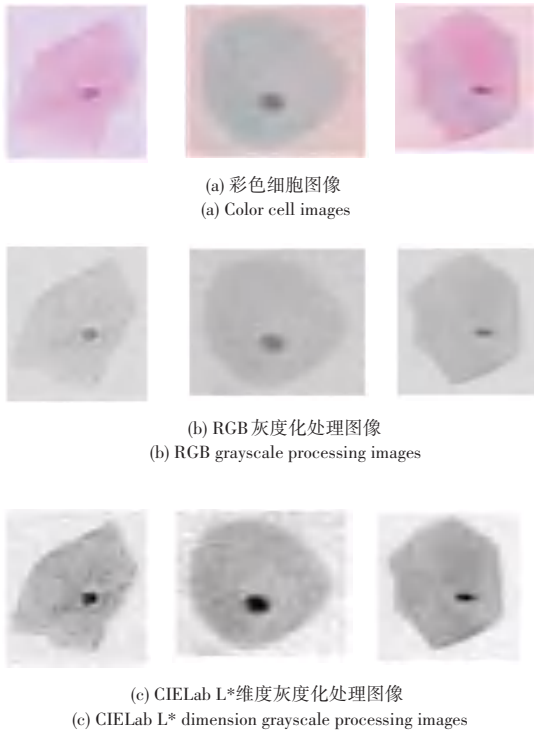 (a) 彩色细胞图像
(a) Color cell images
(b) RGB 灰度化处理图像
(b) RGB grayscale processing images
(c) CIELab L*维度灰度化处理图像
(c) CIELab L* dimension grayscale processing images